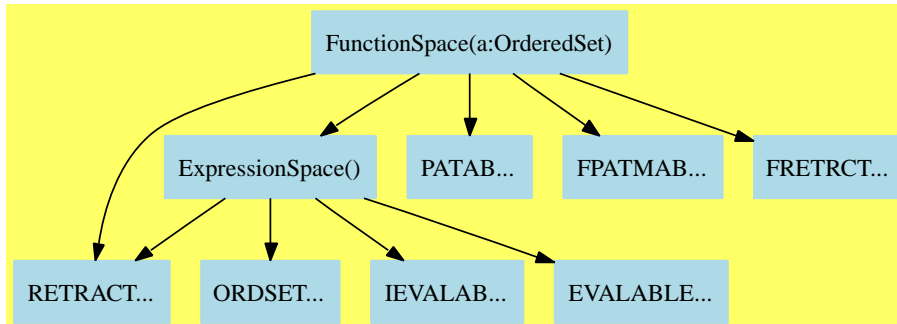 FunctionSpace(a:OrderedSet)
ExpressionSpace()
PATAB...
FPATMAB...
FRETRCT...
RETRACT...
ORDSET...
IEVALAB...
EVALABLE...